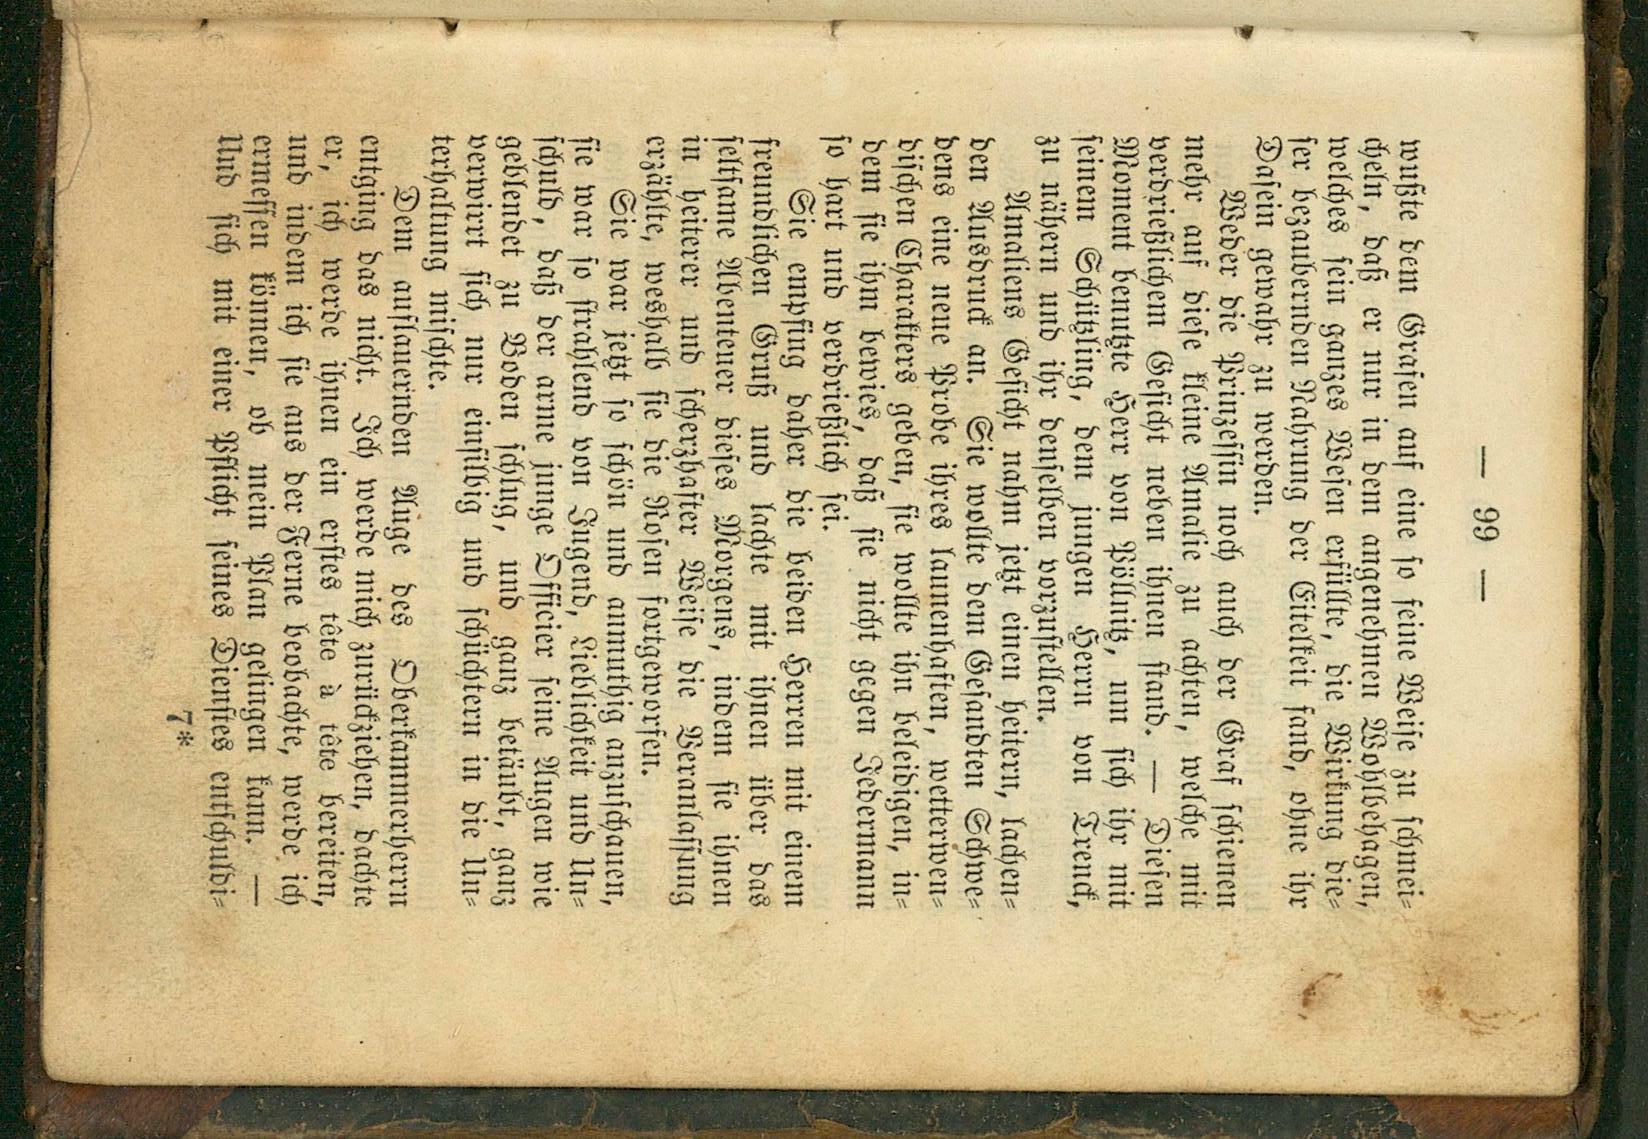 — 99 —
wußte dem Grafen auf eine so feine Weise zu schmei=
cheln, daß er nur in dem angenehmen Wohlbehagen,
welches sein ganzes Wesen erfüllte, die Wirkung die=
ser bezaubernden Nahrung der Eitelkeit fand, ohne ihr
Dasein gewahr zu werden.
Weder die Prinzessin noch auch der Graf schienen
mehr auf diese kleine Amalie zu achten, welche mit
verdrießlichem Gesicht neben ihnen stand. — Diesen
Moment benutzte Herr von Pöllnitz, um sich ihr mit
seinem Schützling, dem jungen Herrn von Trenck,
zu nähern und ihr denselben vorzustellen.
Amaliens Gesicht nahm jetzt einen heitern, lachen=
den Ausdruck an. Sie wollte dem Gesandten Schwe=
dens eine neue Probe ihres launenhaften, wetterwen=
dischen Charakters geben, sie wollte ihn beleidigen, in=
dem sie ihm bewies, daß sie nicht gegen Jedermann
so hart und verdrießlich sei.
Sie empfing daher die beiden Herren mit einem
freundlichen Gruß und lachte mit ihnen über das
seltsame Abenteuer dieses Morgens, indem sie ihnen
in heiterer und scherzhafter Weise die Veranlassung
erzählte, weshalb sie die Rosen fortgeworfen.
Sie war jetzt so schön und anmuthig anzuschauen,
sie war so strahlend von Jugend, Lieblichkeit und Un=
schuld, daß der arme junge Officier seine Augen wie
geblendet zu Boden schlug, und ganz betäubt, ganz
verwirrt sich nur einsilbig und schüchtern in die Un=
terhaltung mischte.
Dem auflauernden Auge des Oberkammerherrn
entging das nicht. Ich werde mich zurückziehen, dachte
er, ich werde ihnen ein erstes tête à tête bereiten,
und indem ich sie aus der Ferne beobachte, werde ich
ermessen können, ob mein Plan gelingen kann. —
Und sich mit einer Pflicht seines Dienstes entschuldi=
7*